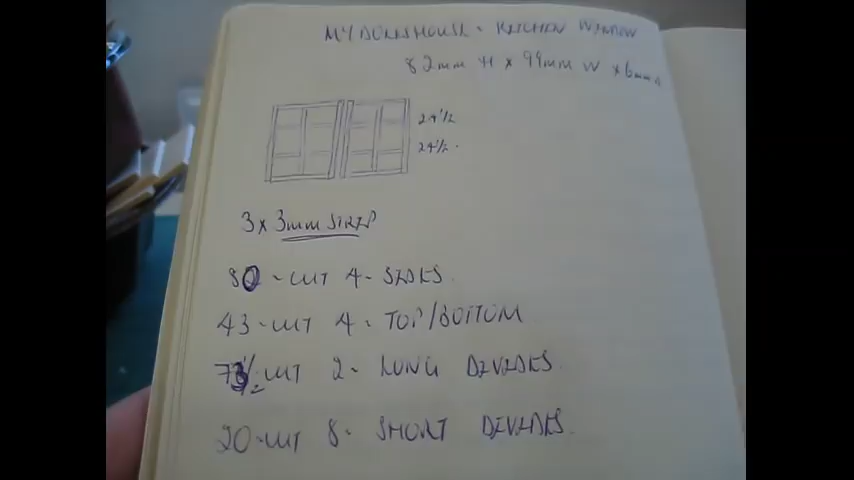 MY DOLLSHOUSE - KITCHEN WINDOW
82mm H x 99mm W x 6mm
24½
24½.
3 x 3mm STRIP
80 - CUT 4 - SIDES.
43 - CUT 4 - TOP/BOTTOM
73½ - CUT 2 - LONG DIVIDES
20 - CUT 8 - SHORT DIVIDES.